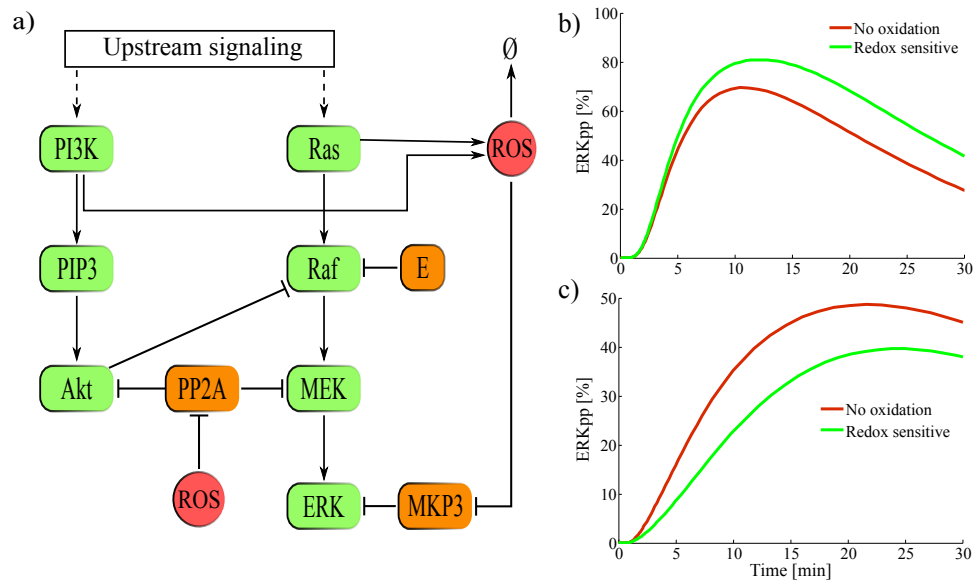 a)
Upstream signaling
Ø
PI3K
Ras
ROS
PIP3
Raf
E
Akt
PP2A
MEK
ROS
ERK
MKP3
b)
100
80
60
40
20
0
ERKpp [%]
0 5 10 15 20 25 30
No oxidation
Redox sensitive
c)
50
40
30
20
10
0
ERKpp [%]
No oxidation
Redox sensitive
0 5 10 15 20 25 30
Time [min]